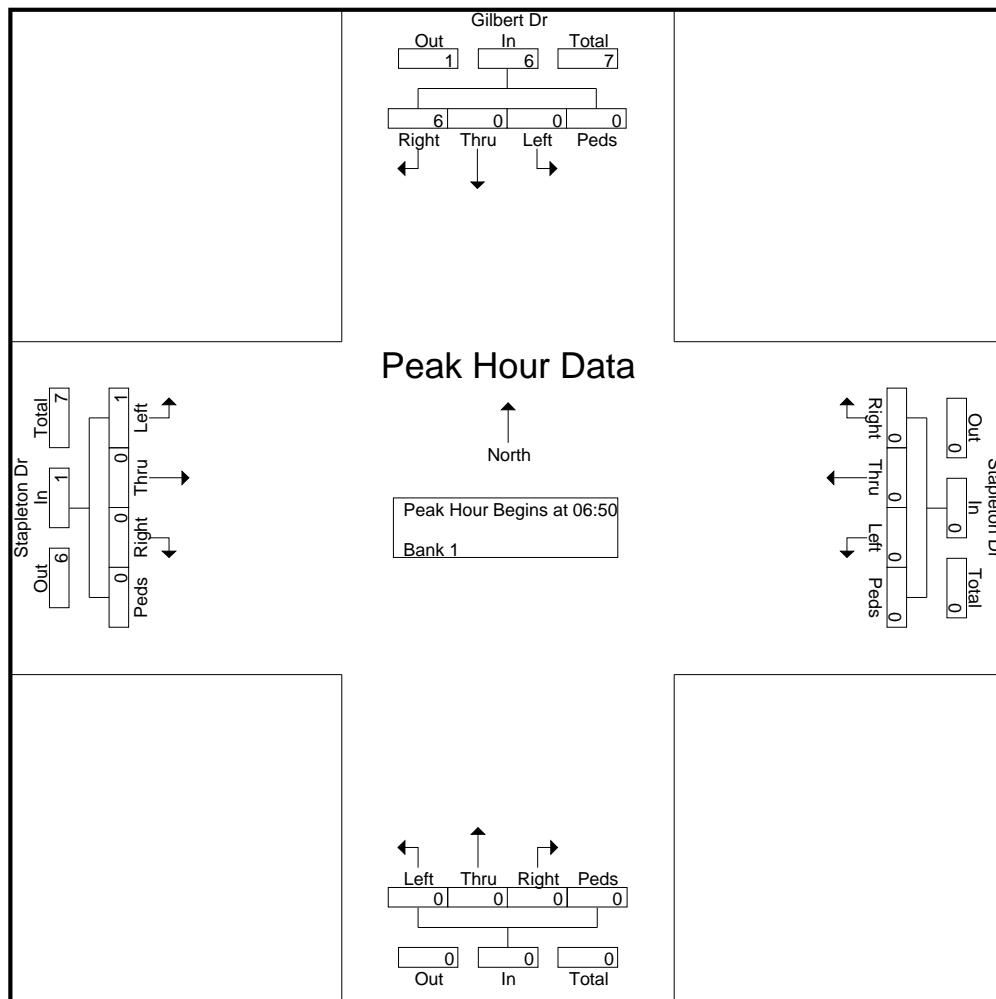 Gilbert Dr
Out In Total
1 6 7
6 0 0 0
Right Thru Left Peds
Peak Hour Data
North
Peak Hour Begins at 06:50
Bank 1
Stapleton Dr
Total In Out
7 1 6
1 0 0 0
Left Thru Right Peds
Stapleton Dr
Out In Total
0 0 0
0 0 0 0
Right Thru Left Peds
Left Thru Right Peds
0 0 0 0
0 0 0
Out In Total